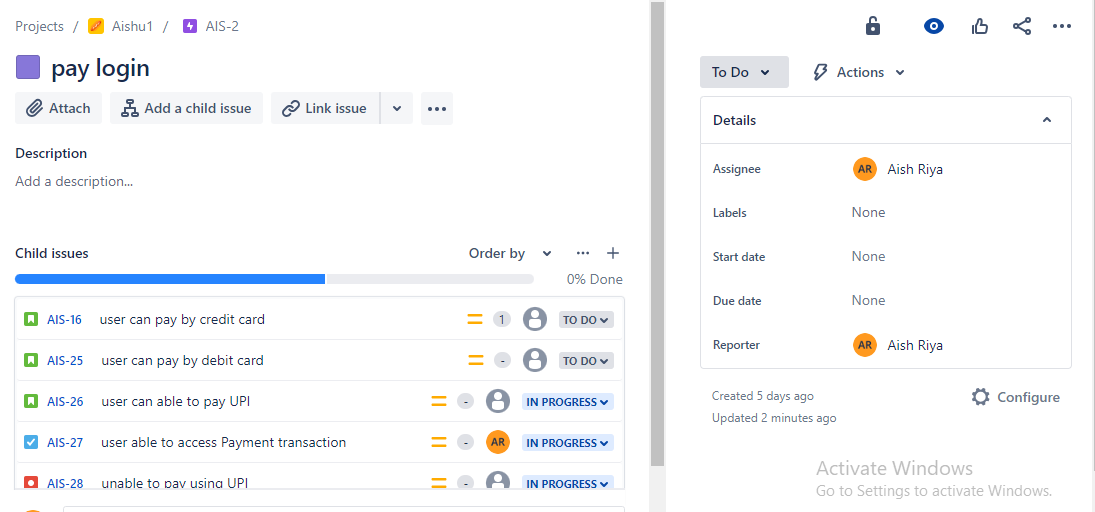 Projects / Aishu1 / AIS-2
pay login
Attach Add a child issue Link issue
Description
Add a description...
Child issues Order by
0% Done
AIS-16 user can pay by credit card 1 TO DO
AIS-25 user can pay by debit card - TO DO
AIS-26 user can able to pay UPI - IN PROGRESS
AIS-27 user able to access Payment transaction - AR IN PROGRESS
AIS-28 unable to pay using UPI - IN PROGRESS
To Do Actions
Details
Assignee AR Aish Riya
Labels None
Start date None
Due date None
Reporter AR Aish Riya
Created 5 days ago Configure
Updated 2 minutes ago
Activate Windows
Go to Settings to activate Windows.